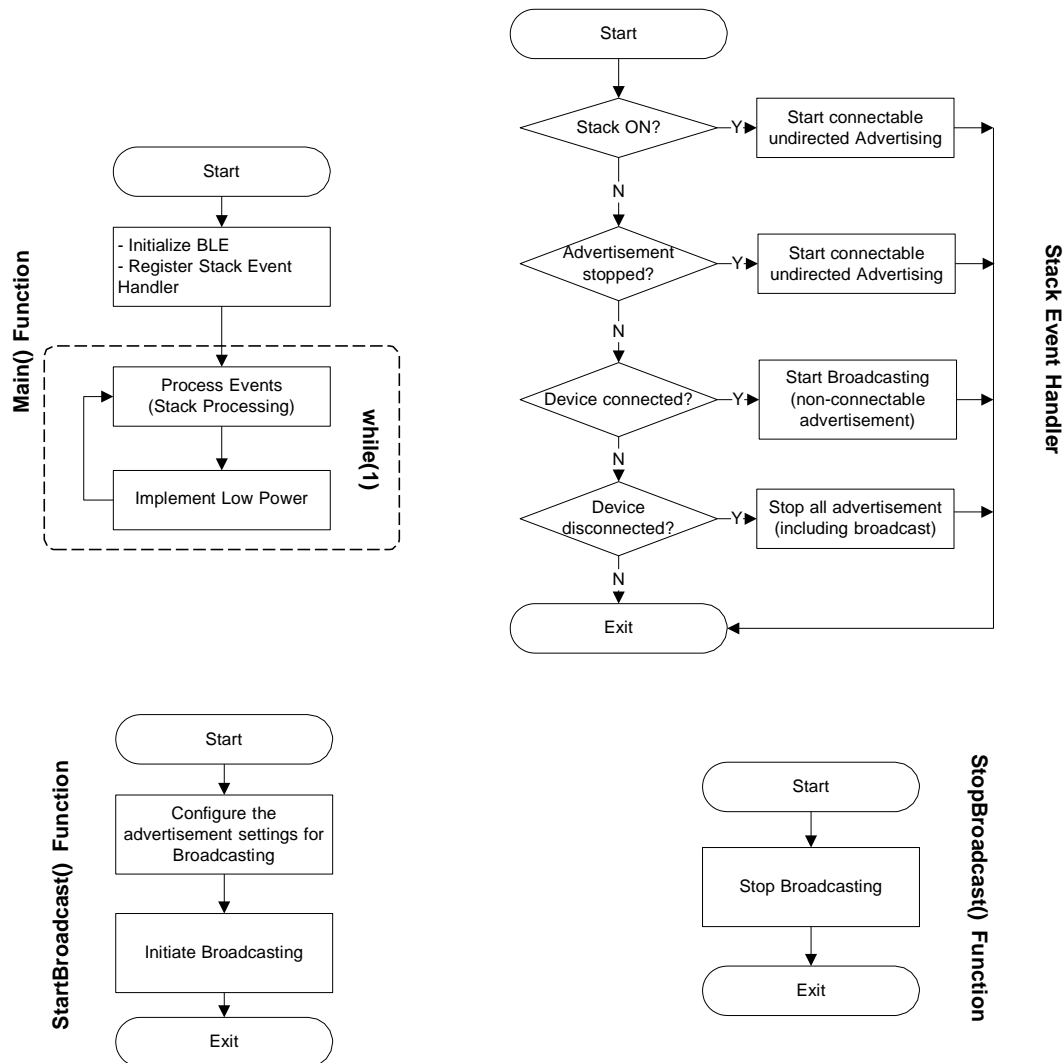 Main() Function
Start
- Initialize BLE
- Register Stack Event
Handler
Process Events
(Stack Processing)
Implement Low Power
while(1)
Stack Event Handler
Start
Stack ON?
Y
Start connectable
undirected Advertising
N
Advertisement
stopped?
Y
Start connectable
undirected Advertising
N
Device connected?
Y
Start Broadcasting
(non-connectable
advertisement)
N
Device
disconnected?
Y
Stop all advertisement
(including broadcast)
N
Exit
StartBroadcast() Function
Start
Configure the
advertisement settings for
Broadcasting
Initiate Broadcasting
Exit
StopBroadcast() Function
Start
Stop Broadcasting
Exit